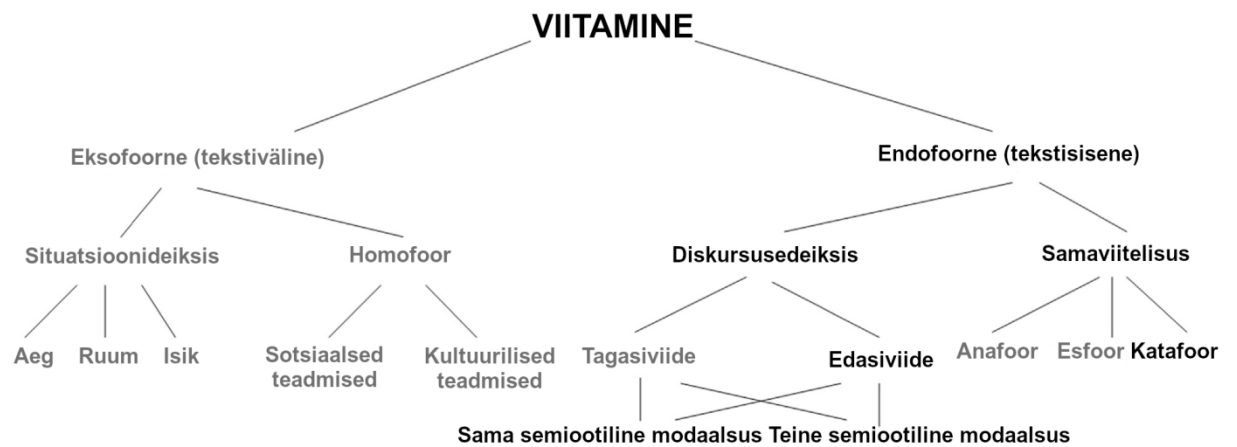 VIITAMINE
Eksofoorne (tekstiväline)
Endofoorne (tekstisisene)
Situatsioonideiksis
Homofoor
Diskursusedeiksis
Samaviitelisus
Aeg
Ruum
Isik
Sotsiaalsed
teadmised
Kultuurilised
teadmised
Tagasiviide
Edasiviide
Anafoor
Esfoor
Katafoor
Sama semiootiline modaalsus
Teine semiootiline modaalsus